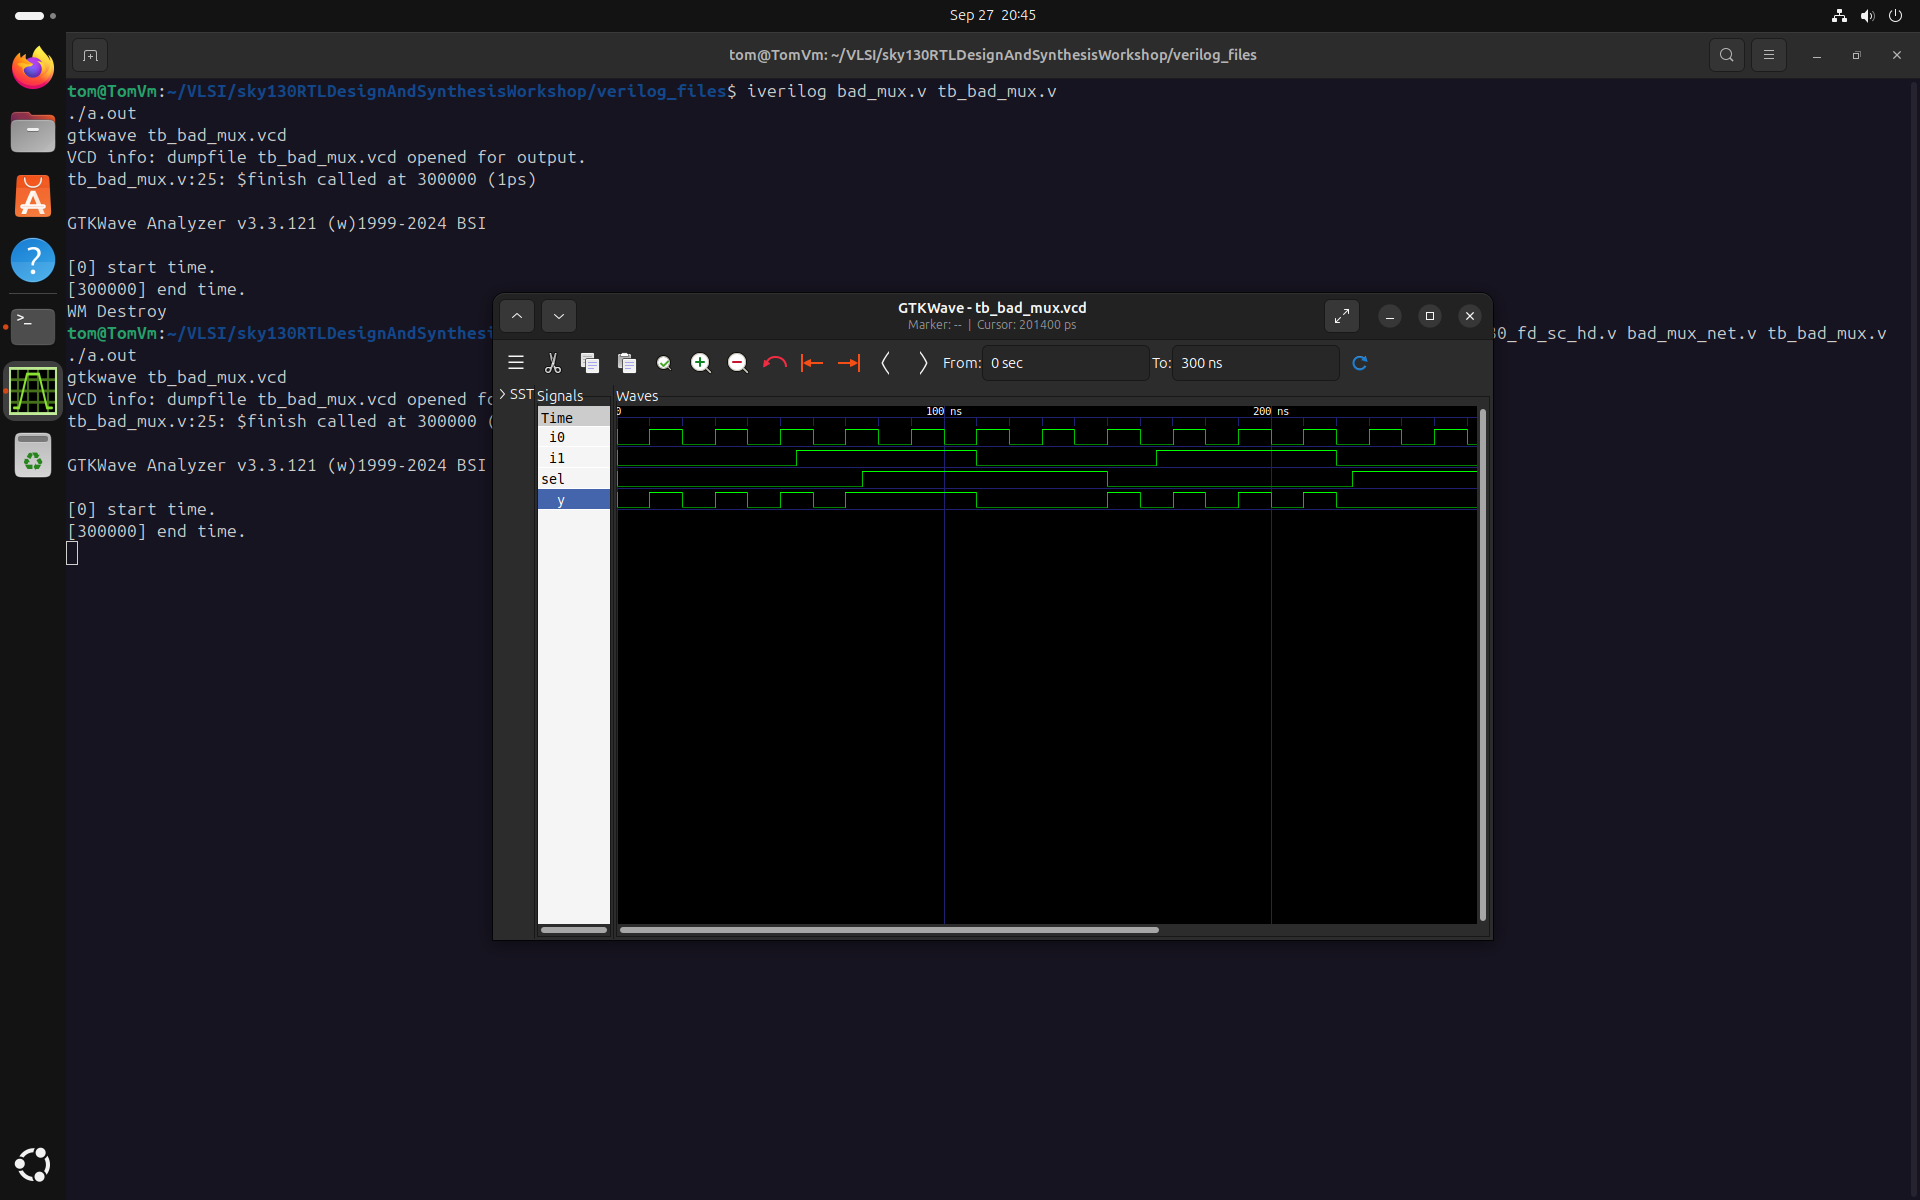 Sep 27 20:45
tom@TomVm: ~/VLSI/sky130RTLDesignAndSynthesisWorkshop/verilog_files
tom@TomVm:~/VLSI/sky130RTLDesignAndSynthesisWorkshop/verilog_files$ iverilog bad_mux.v tb_bad_mux.v
./a.out
gtkwave tb_bad_mux.vcd
VCD info: dumpfile tb_bad_mux.vcd opened for output.
tb_bad_mux.v:25: $finish called at 300000 (1ps)
GTKWave Analyzer v3.3.121 (w)1999-2024 BSI
[0] start time.
[300000] end time.
WM Destroy
tom@TomVm:~/VLSI/sky130RTLDesignAndSynthesi 0_fd_sc_hd.v bad_mux_net.v tb_bad_mux.v
./a.out
gtkwave tb_bad_mux.vcd
VCD info: dumpfile tb_bad_mux.vcd opened fo
tb_bad_mux.v:25: $finish called at 300000 (
GTKWave Analyzer v3.3.121 (w)1999-2024 BSI
[0] start time.
[300000] end time.
GTKWave - tb_bad_mux.vcd
Marker: -- | Cursor: 201400 ps
From: 0 sec To: 300 ns
SST Signals Waves
Time 0 100 ns 200 ns
i0
i1
sel
y